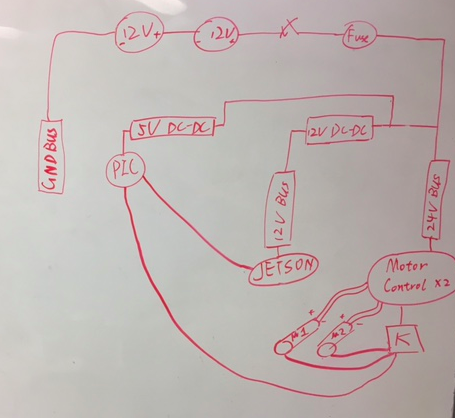 - 12V +
- 12V +
Fuse
5V DC-DC
12V DC-DC
GND BUS
PIC
12V BUS
24V BUS
JETSON
Motor
Control x2
+
-
+
-
M1
M2
K